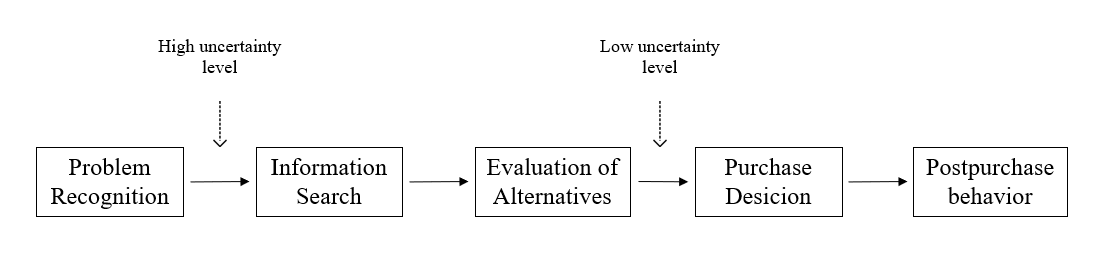 High uncertainty
level
Low uncertainty
level
Problem
Recognition
Information
Search
Evaluation of
Alternatives
Purchase
Desicion
Postpurchase
behavior